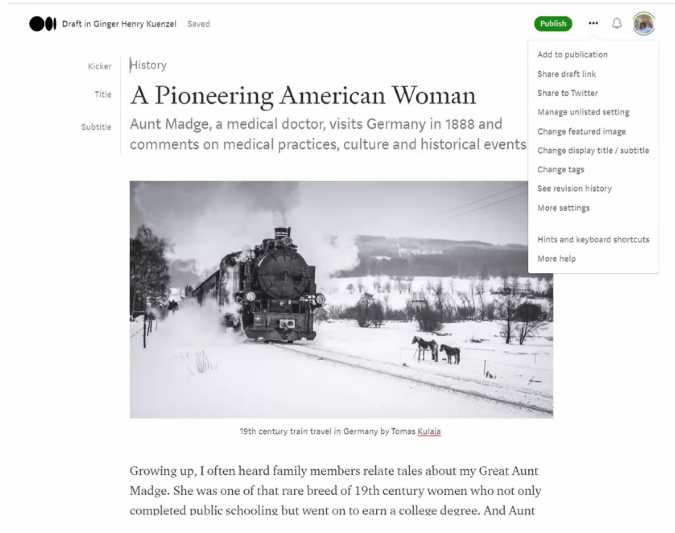 Draft in Ginger Henry Kuenzel Saved
Publish
Add to publication
Share draft link
Share to Twitter
Manage unlisted setting
Change featured image
Change display title / subtitle
Change tags
See revision history
More settings
Hints and keyboard shortcuts
More help
Kicker
History
Title
A Pioneering American Woman
Subtitle
Aunt Madge, a medical doctor, visits Germany in 1888 and
comments on medical practices, culture and historical events
19th century train travel in Germany by Tomas Kulaja
Growing up, I often heard family members relate tales about my Great Aunt
Madge. She was one of that rare breed of 19th century women who not only
completed public schooling but went on to earn a college degree. And Aunt